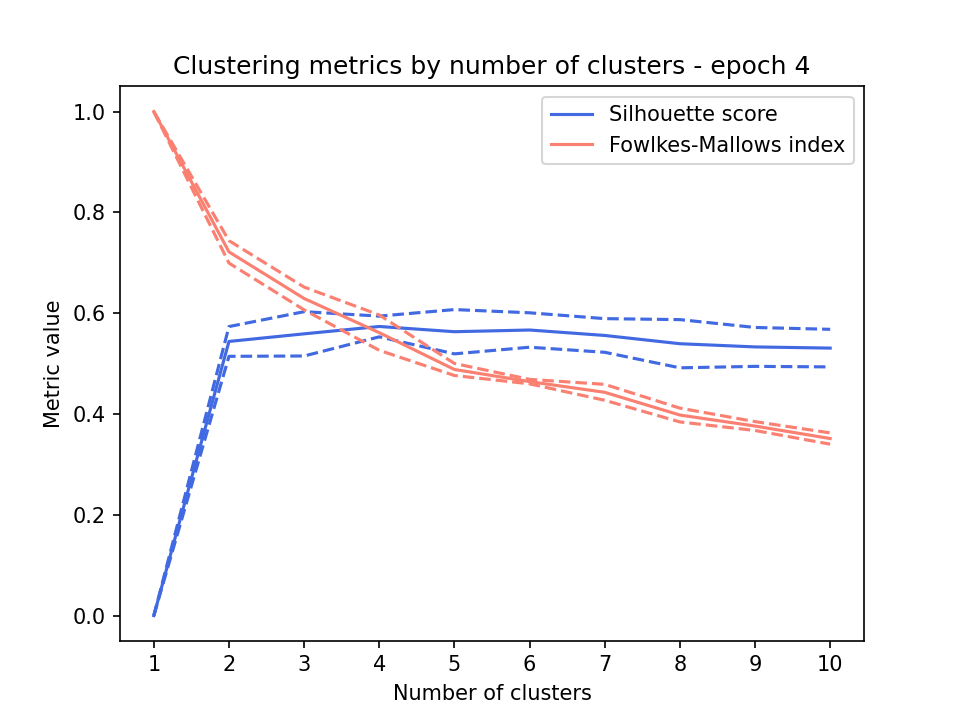 Clustering metrics by number of clusters - epoch 4
Silhouette score
Fowlkes-Mallows index
Metric value
1.0
0.8
0.6
0.4
0.2
0.0
1 2 3 4 5 6 7 8 9 10
Number of clusters